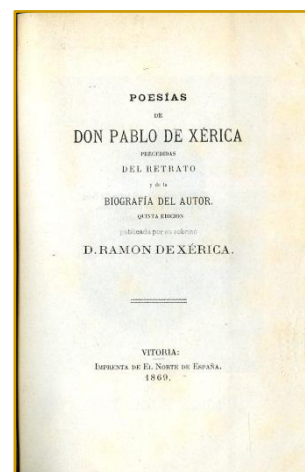 POESÍAS
DE
DON PABLO DE XÉRICA
PRECEDIDAS
DEL RETRATO
y de la
BIOGRAFÍA DEL AUTOR.
QUINTA EDICION
publicada por su sobrino
D. RAMON DE XÉRICA.
VITORIA:
IMPRENTA DE EL NORTE DE ESPAÑA.
1869.